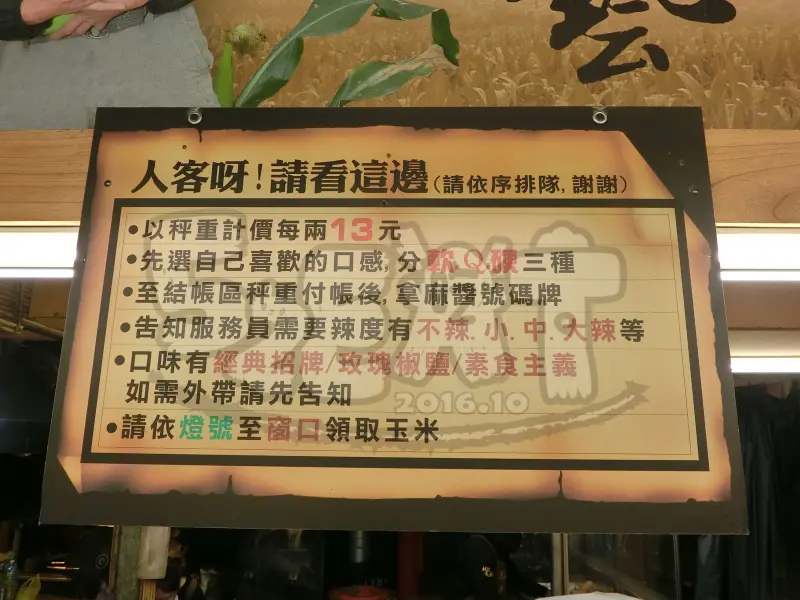 藝
人客呀!請看這邊(請依序排隊,謝謝)
•以秤重計價每兩13元
•先選自己喜歡的口感,分軟.Q.硬三種
•至結帳區秤重付帳後,拿麻醬號碼牌
•告知服務員需要辣度有不辣.小.中.大辣等
•口味有經典招牌/玫瑰椒鹽/素食主義
如需外帶請先告知
2016.10
•請依燈號至窗口領取玉米